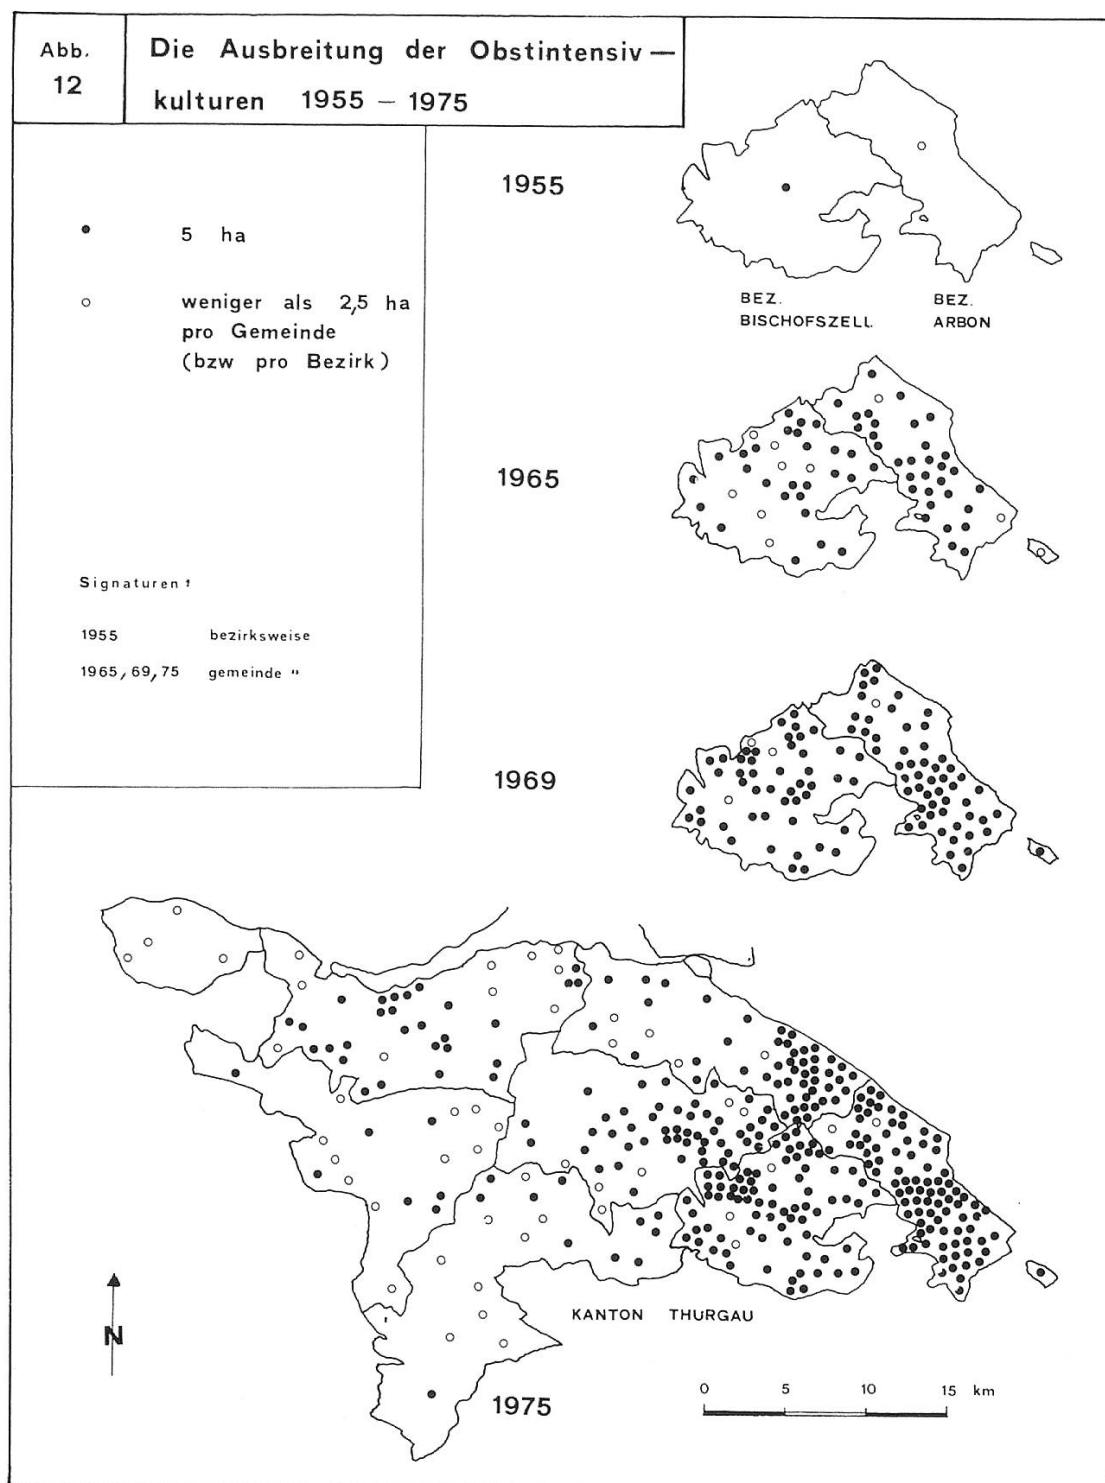 Abb.
12
Die Ausbreitung der Obstintensiv —
kulturen 1955 – 1975
1955
5 ha
weniger als 2,5 ha
pro Gemeinde
(bzw pro Bezirk)
BEZ.
BISCHOFSZELL
BEZ.
ARBON
1965
Signaturen :
1955 bezirksweise
1965, 69, 75 gemeinde "
1969
KANTON THURGAU
N
0 5 10 15 km
1975